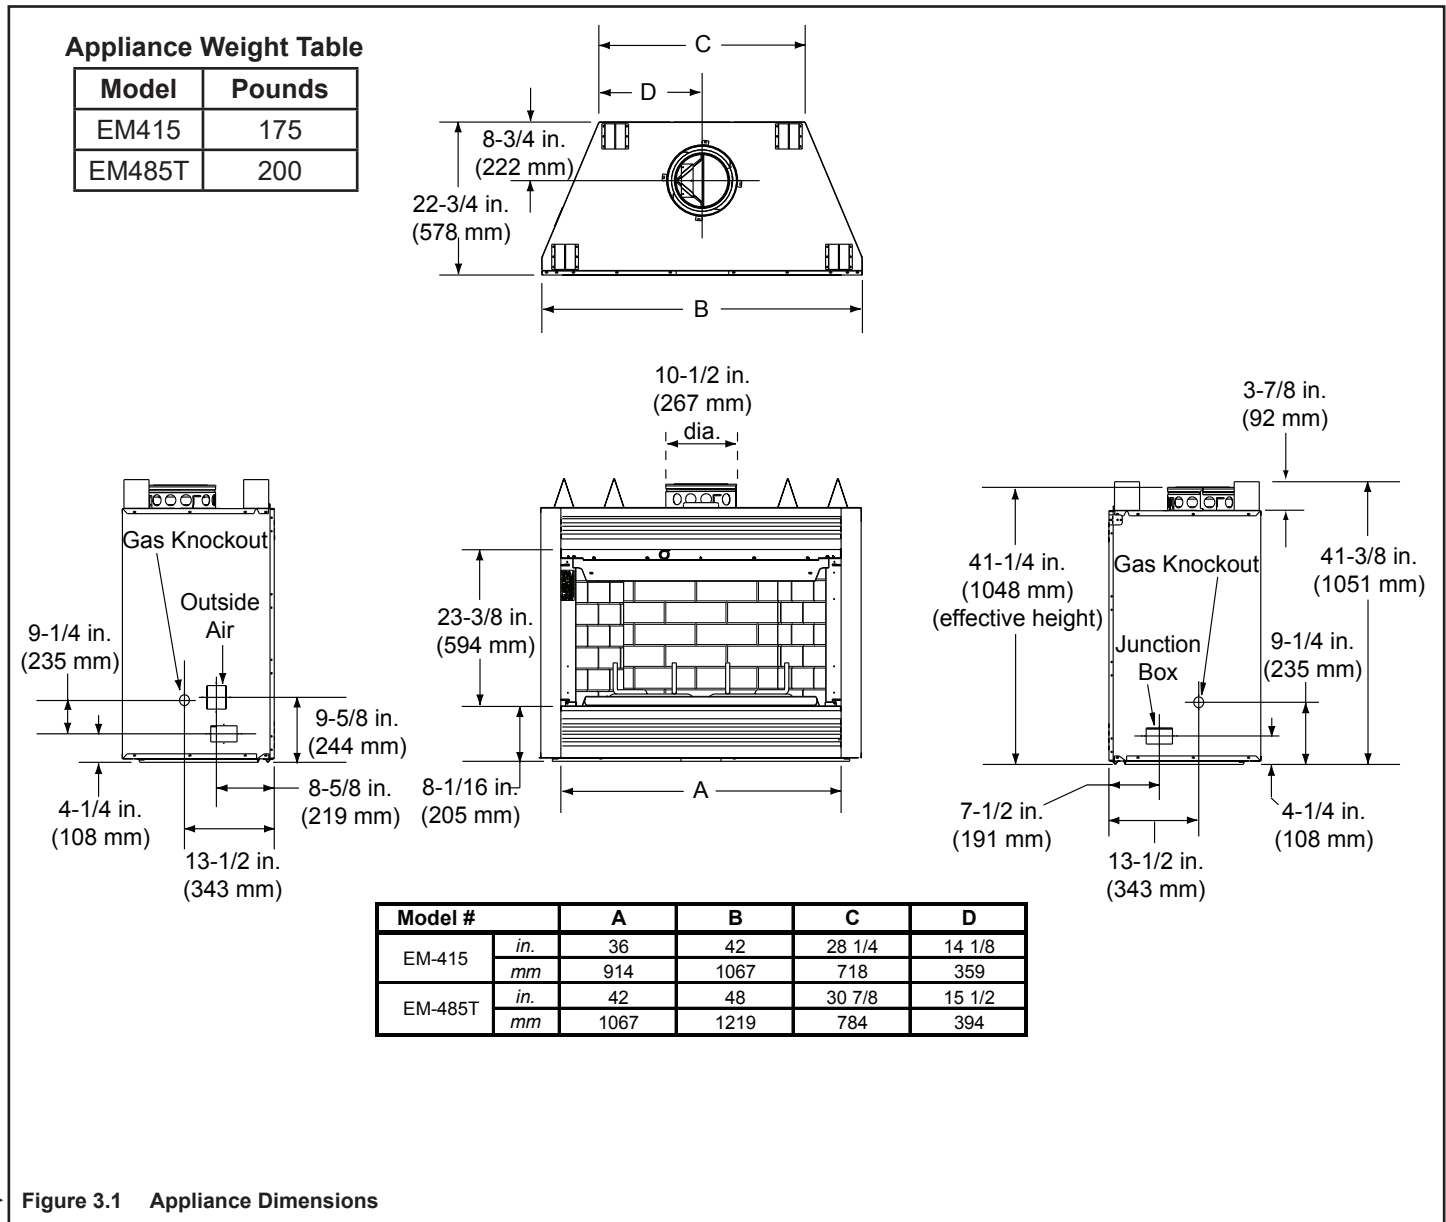 Appliance Weight Table
Model Pounds
EM415 175
EM485T 200
C
D
8-3/4 in.
(222 mm)
22-3/4 in.
(578 mm)
B
10-1/2 in.
(267 mm)
dia.
3-7/8 in.
(92 mm)
Gas Knockout
Outside
Air
9-1/4 in.
(235 mm)
9-5/8 in.
(244 mm)
4-1/4 in.
(108 mm)
8-5/8 in.
(219 mm)
13-1/2 in.
(343 mm)
23-3/8 in.
(594 mm)
8-1/16 in.
(205 mm)
A
41-1/4 in.
(1048 mm)
(effective height)
Gas Knockout
41-3/8 in.
(1051 mm)
Junction
Box
9-1/4 in.
(235 mm)
7-1/2 in.
(191 mm)
4-1/4 in.
(108 mm)
13-1/2 in.
(343 mm)
Model # A B C D
EM-415 in. 36 42 28 1/4 14 1/8
mm 914 1067 718 359
EM-485T in. 42 48 30 7/8 15 1/2
mm 1067 1219 784 394
Figure 3.1 Appliance Dimensions